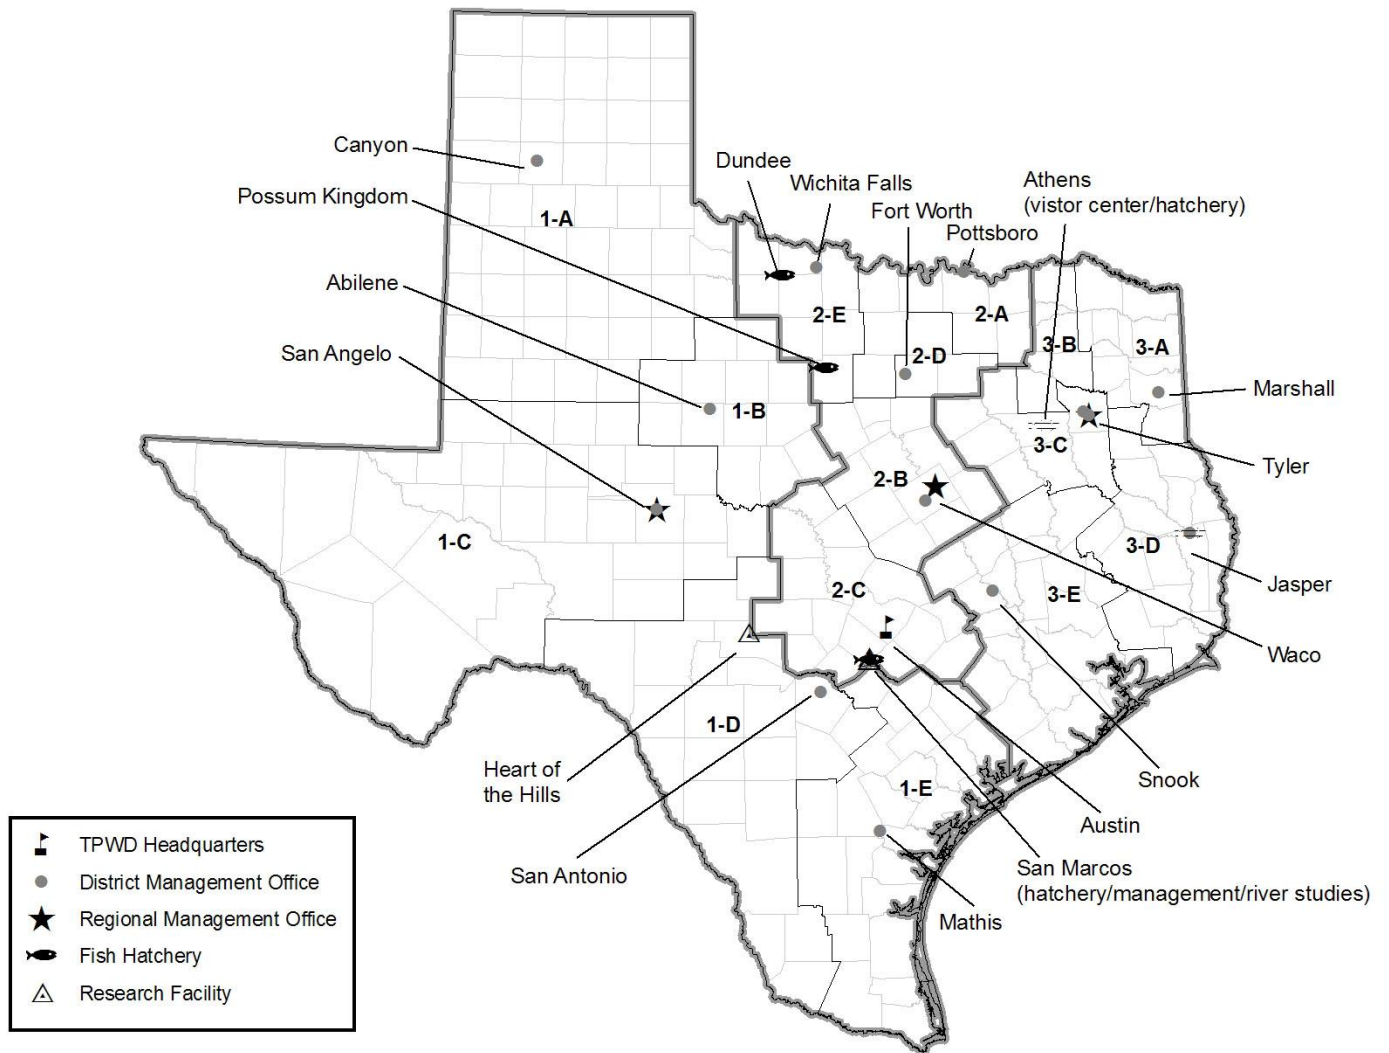 Canyon
Possum Kingdom
Abilene
San Angelo
Dundee
Wichita Falls
Fort Worth
Pottsboro
Athens
(vistor center/hatchery)
1-A
2-E
2-A
2-D
3-B
3-A
Marshall
1-B
3-C
Tyler
2-B
1-C
3-D
Jasper
2-C
3-E
Waco
1-D
Heart of
the Hills
1-E
Snook
Austin
San Antonio
San Marcos
(hatchery/management/river studies)
Mathis
TPWD Headquarters
District Management Office
Regional Management Office
Fish Hatchery
Research Facility